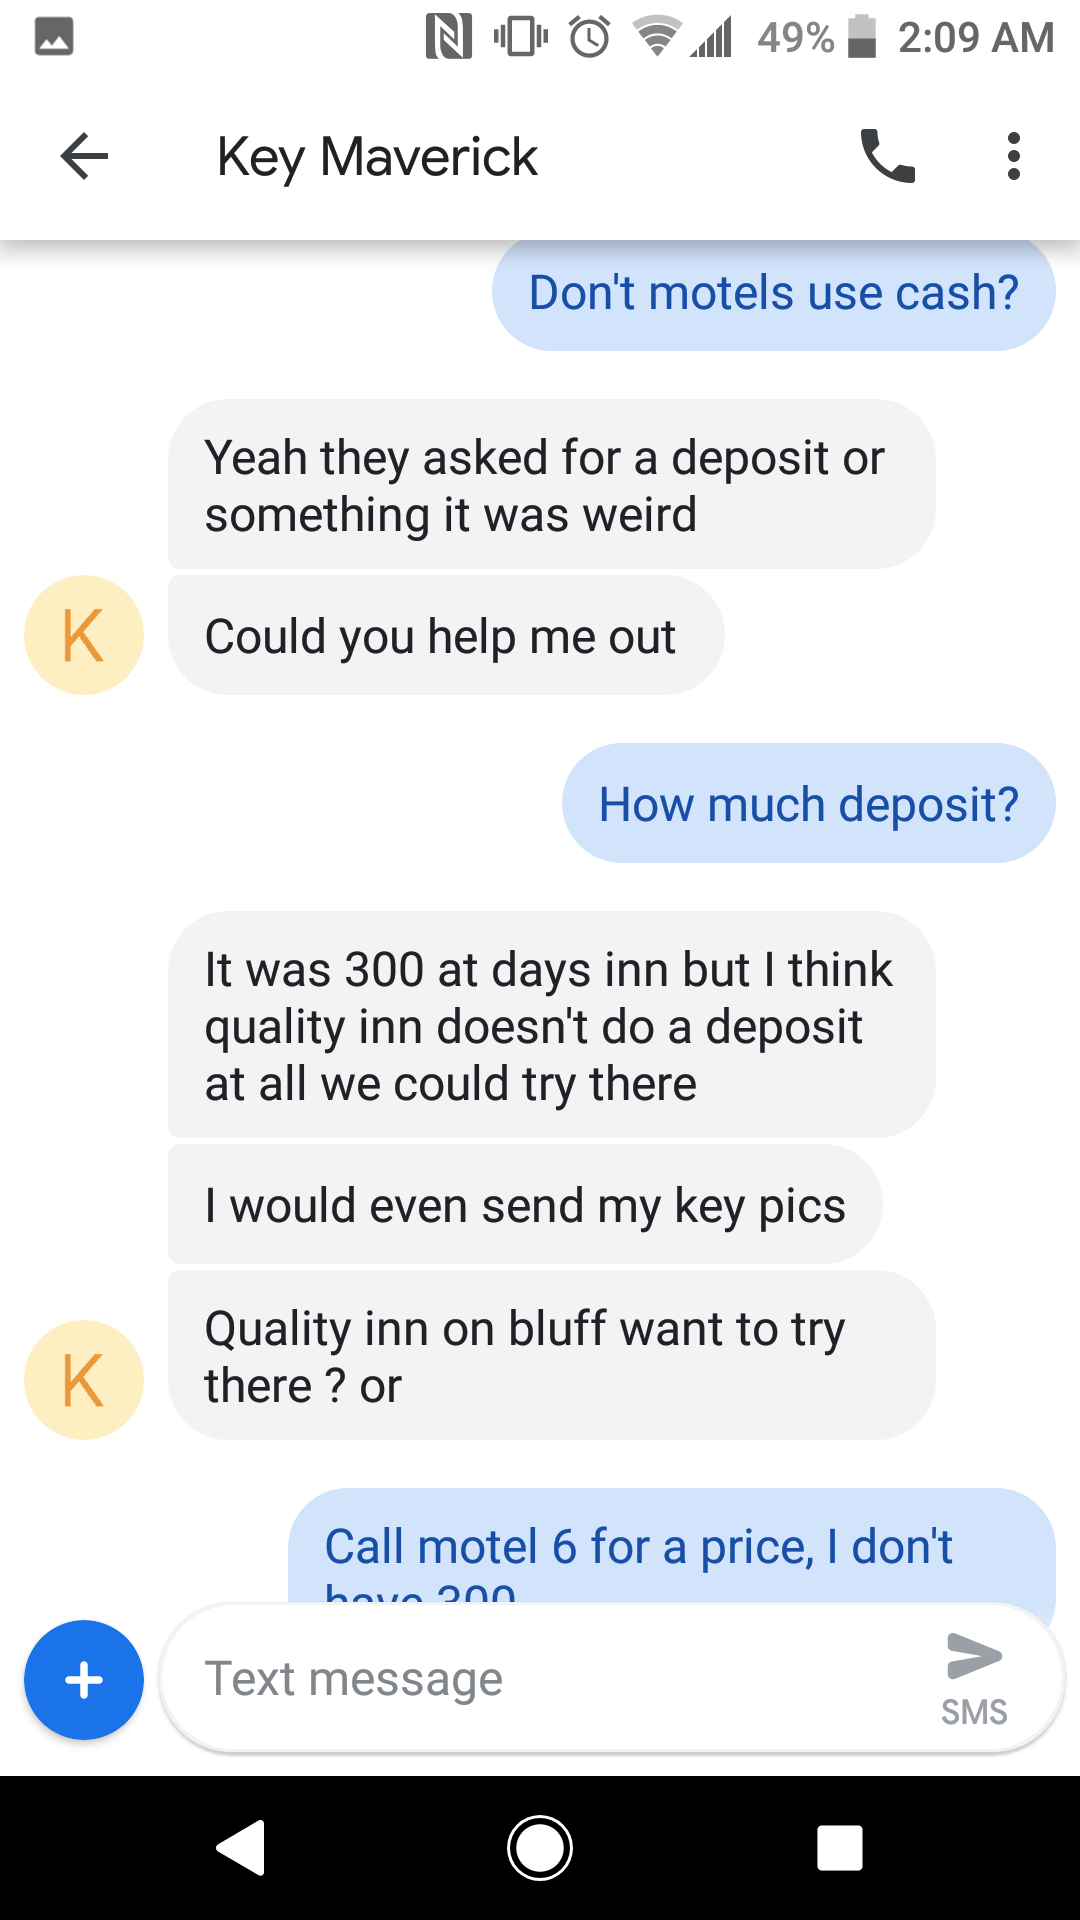 49% 2:09 AM
Key Maverick
Don't motels use cash?
Yeah they asked for a deposit or
something it was weird
K
Could you help me out
How much deposit?
It was 300 at days inn but I think
quality inn doesn't do a deposit
at all we could try there
I would even send my key pics
Quality inn on bluff want to try
there ? or
K
Call motel 6 for a price, I don't
have 300
Text message
SMS